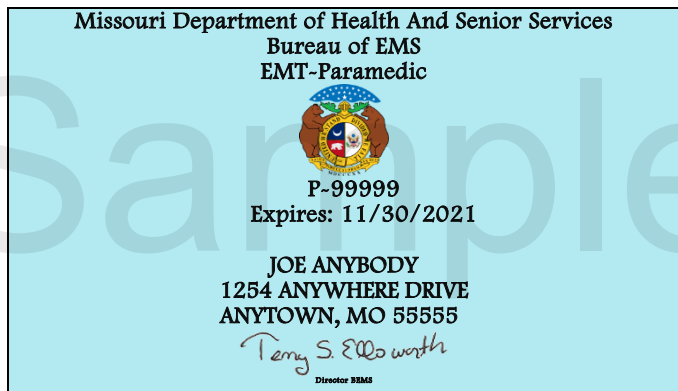 Missouri Department of Health And Senior Services
Bureau of EMS
EMT-Paramedic
P-99999
Expires: 11/30/2021
Sample
JOE ANYBODY
1254 ANYWHERE DRIVE
ANYTOWN, MO 55555
Terry S. Ellsworth
Director BEMS